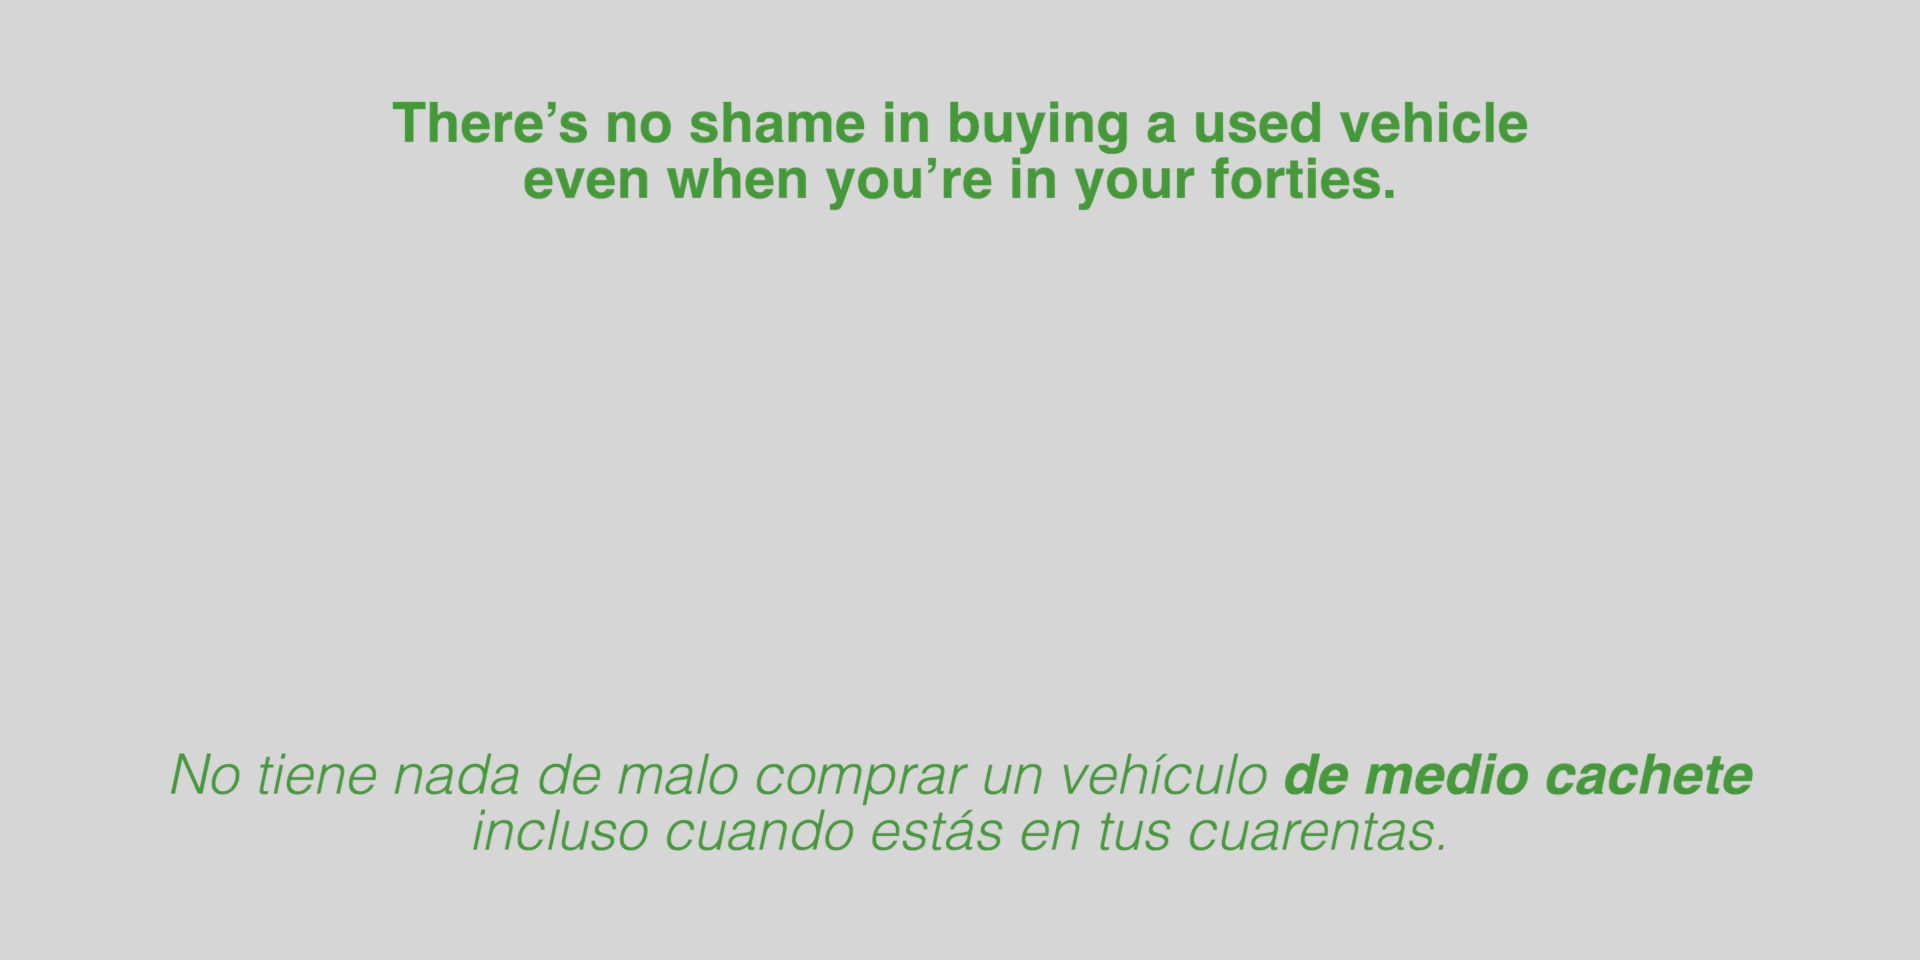 There’s no shame in buying a used vehicle
even when you’re in your forties.
No tiene nada de malo comprar un vehículo de medio cachete
incluso cuando estás en tus cuarentas.